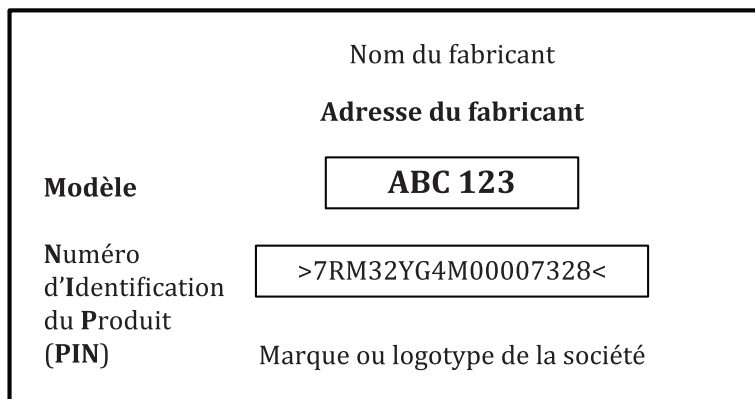 Nom du fabricant
Adresse du fabricant
Modèle
ABC 123
Numéro
d'Identification
du Produit
(PIN)
>7RM32YG4M00007328<
Marque ou logotype de la société